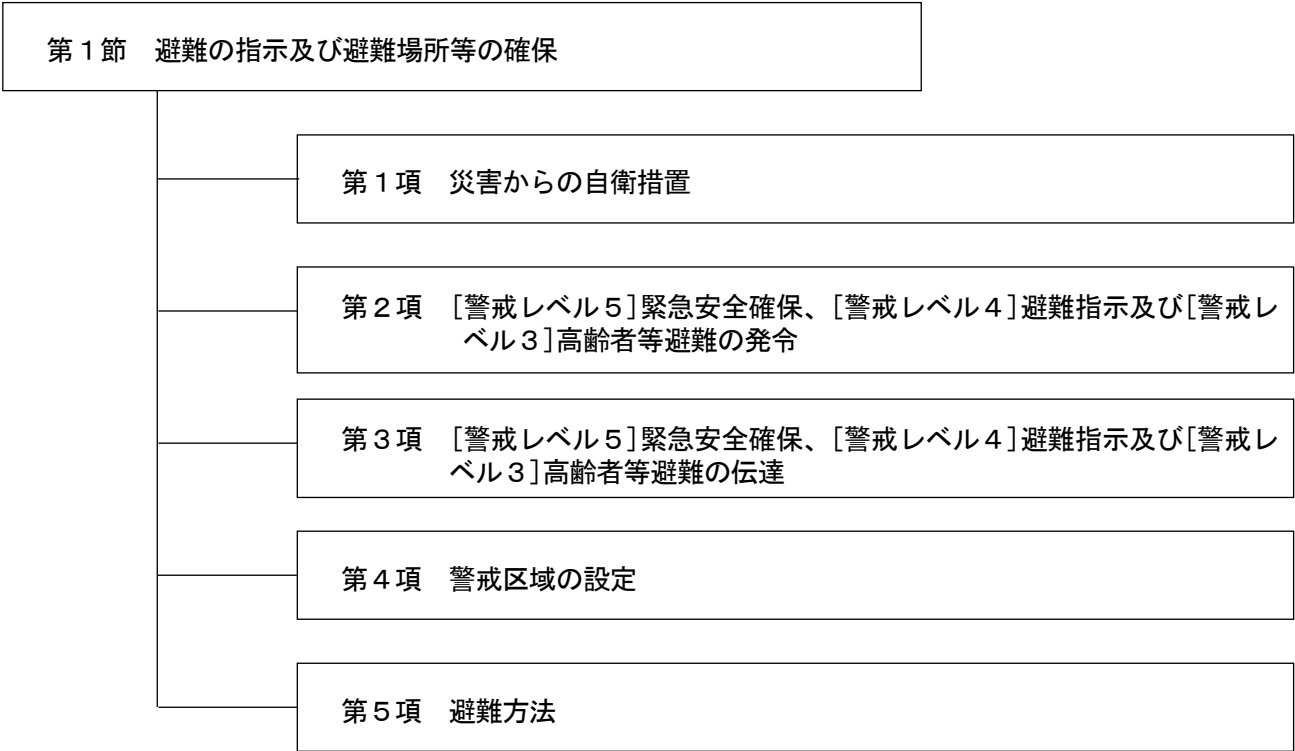 第１節　避難の指示及び避難場所等の確保
第１項　災害からの自衛措置
第２項　[警戒レベル５]緊急安全確保、[警戒レベル４]避難指示及び[警戒レ
ベル３]高齢者等避難の発令
第３項　[警戒レベル５]緊急安全確保、[警戒レベル４]避難指示及び[警戒レ
ベル３]高齢者等避難の伝達
第４項　警戒区域の設定
第５項　避難方法